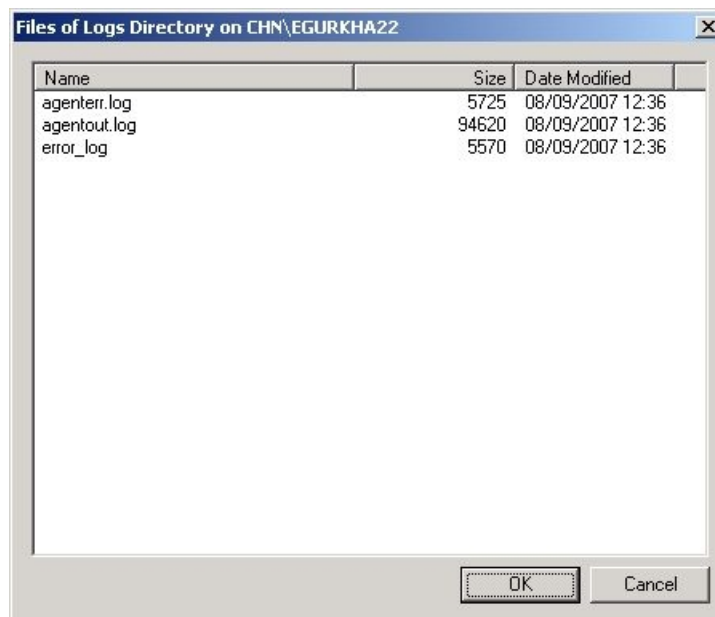 Files of Logs Directory on CHN\EGURKHA22
Name Size Date Modified
agenterr.log 5725 08/09/2007 12:36
agentout.log 94620 08/09/2007 12:36
error_log 5570 08/09/2007 12:36
OK Cancel